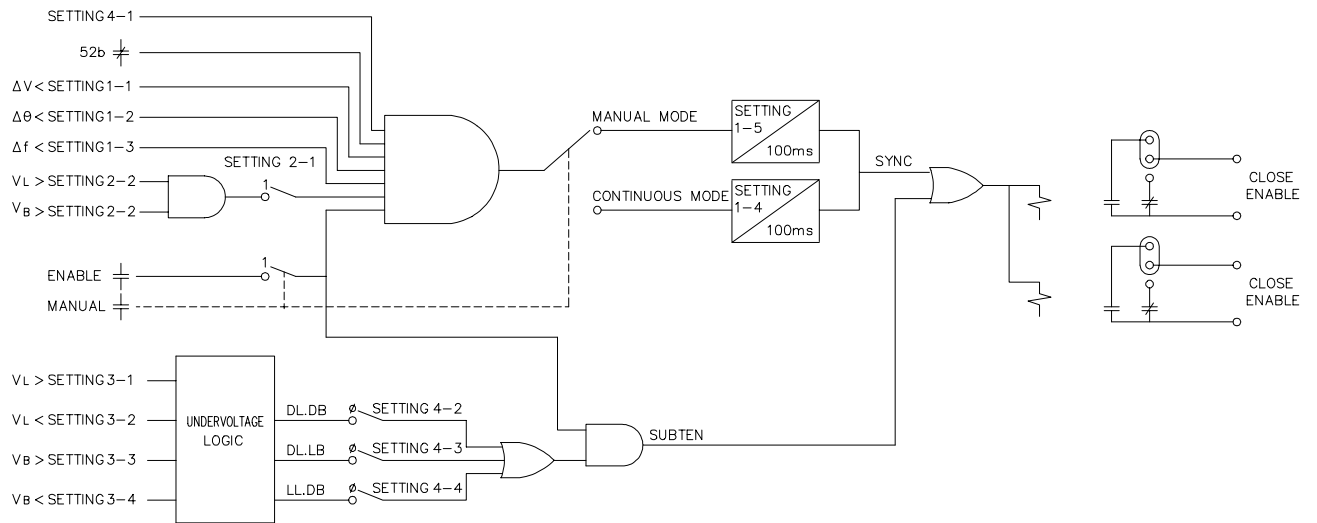 SETTING 4-1
52b
ΔV < SETTING 1-1
Δθ < SETTING 1-2
Δf < SETTING 1-3
SETTING 2-1
VL > SETTING 2-2
1
VB > SETTING 2-2
ENABLE
1
MANUAL
MANUAL MODE
SETTING
1-5
100ms
CONTINUOUS MODE
SETTING
1-4
100ms
SYNC
CLOSE
ENABLE
CLOSE
ENABLE
VL > SETTING 3-1
VL < SETTING 3-2
VB > SETTING 3-3
VB < SETTING 3-4
UNDERVOLTAGE
LOGIC
DL.DB
ø
SETTING 4-2
DL.LB
ø
SETTING 4-3
LL.DB
ø
SETTING 4-4
SUBTEN